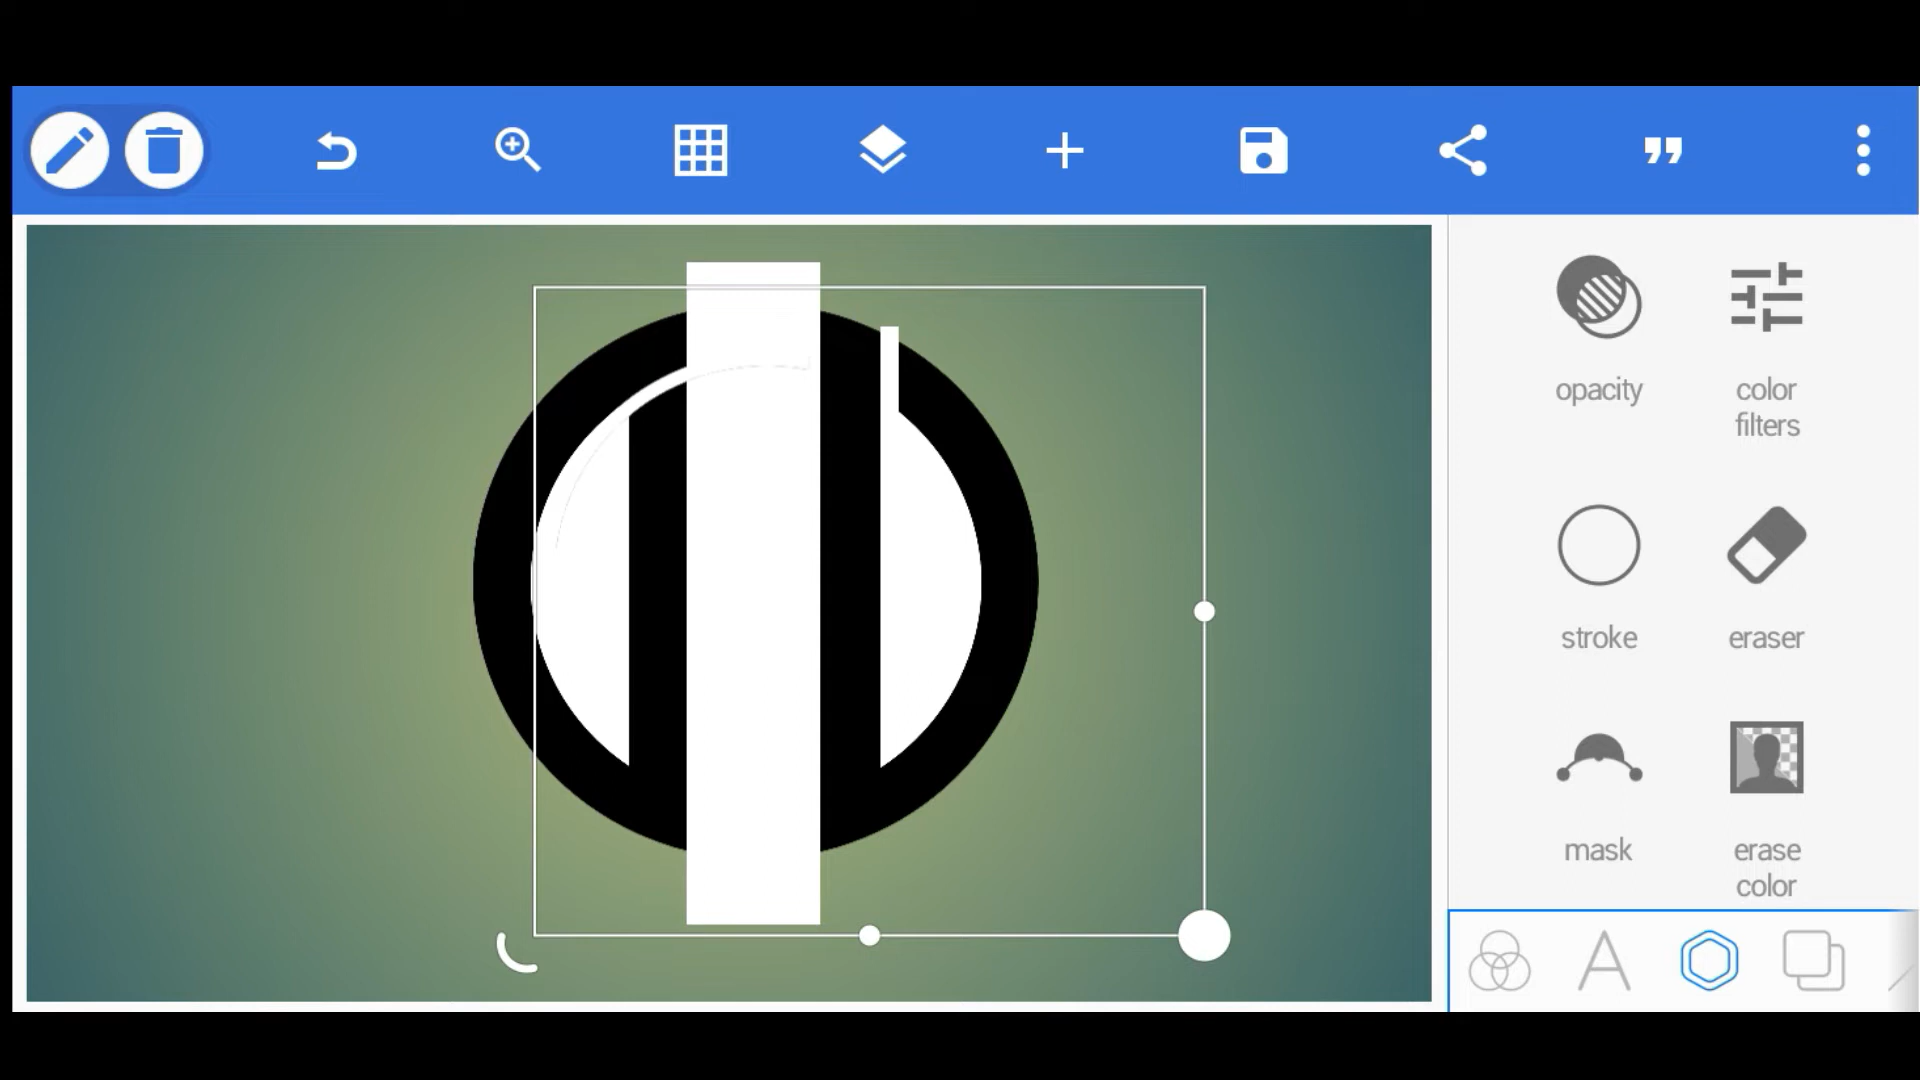 opacity
color
filters
stroke
eraser
mask
erase
color